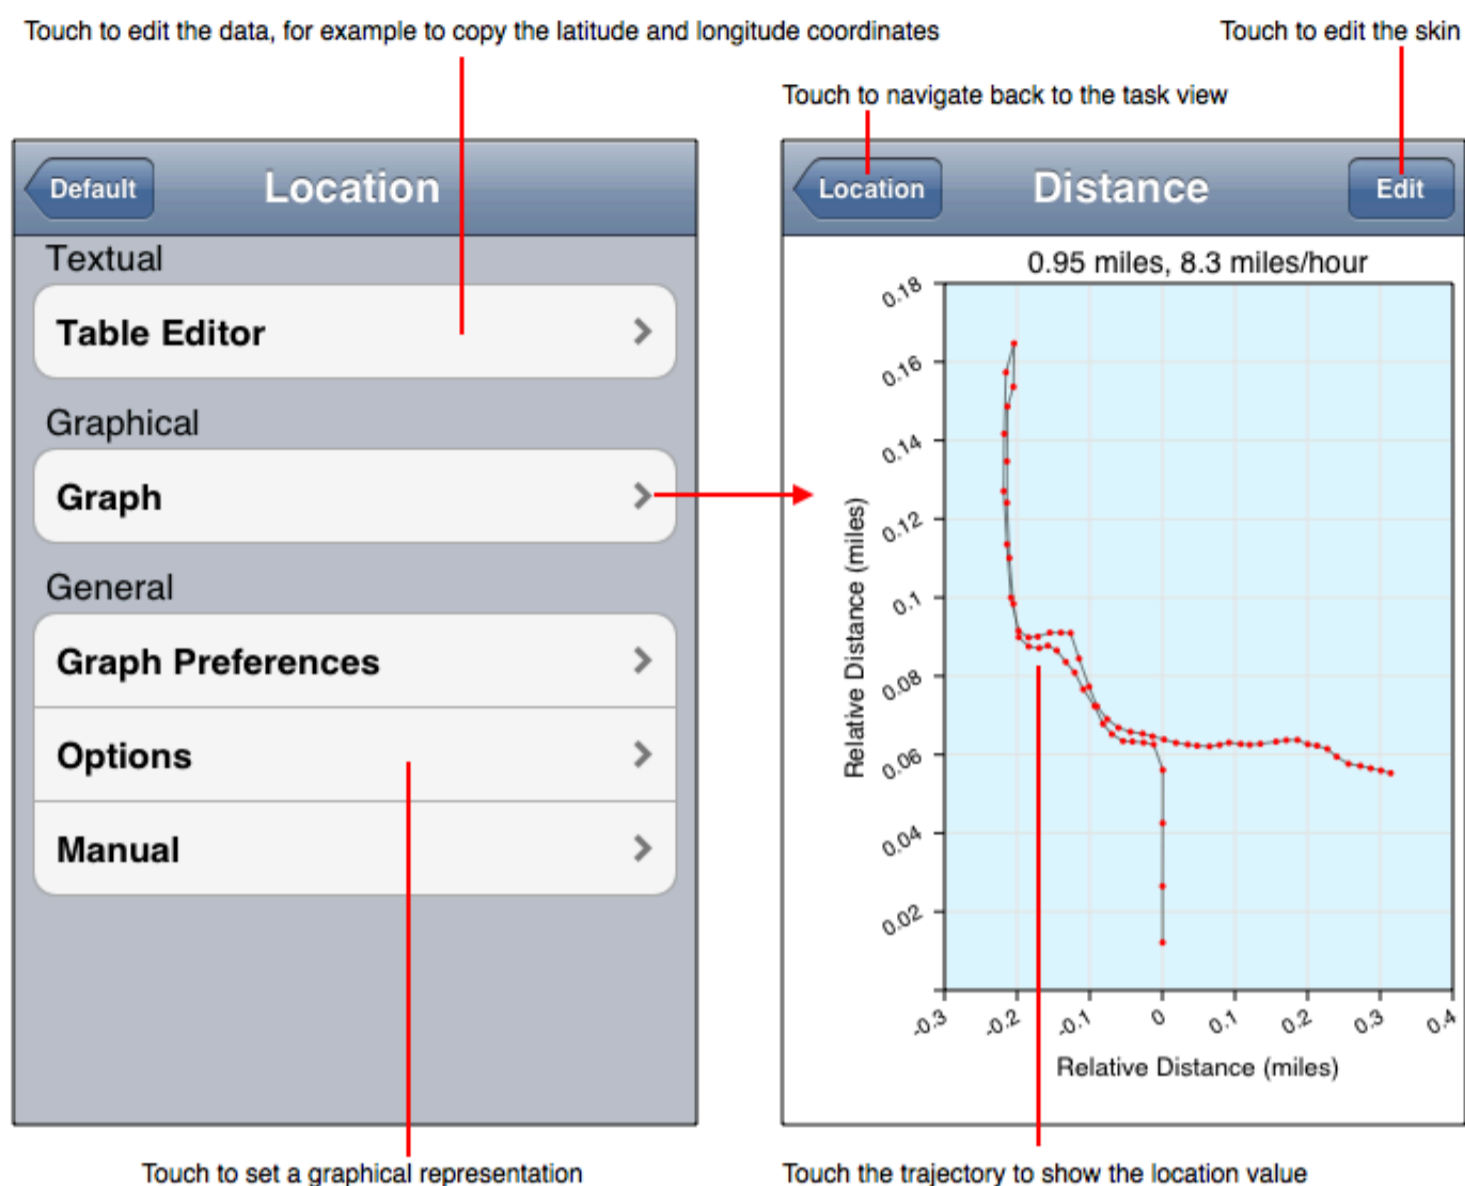 Touch to edit the data, for example to copy the latitude and longitude coordinates
Touch to edit the skin
Touch to navigate back to the task view
Default
Location
Textual
Table Editor
Graphical
Graph
General
Graph Preferences
Options
Manual
Touch to set a graphical representation
Location
Distance
Edit
0.95 miles, 8.3 miles/hour
Relative Distance (miles)
0.18
0.16
0.14
0.12
0.1
0.08
0.06
0.04
0.02
-0.3 -0.2 -0.1 0 0.1 0.2 0.3 0.4
Relative Distance (miles)
Touch the trajectory to show the location value